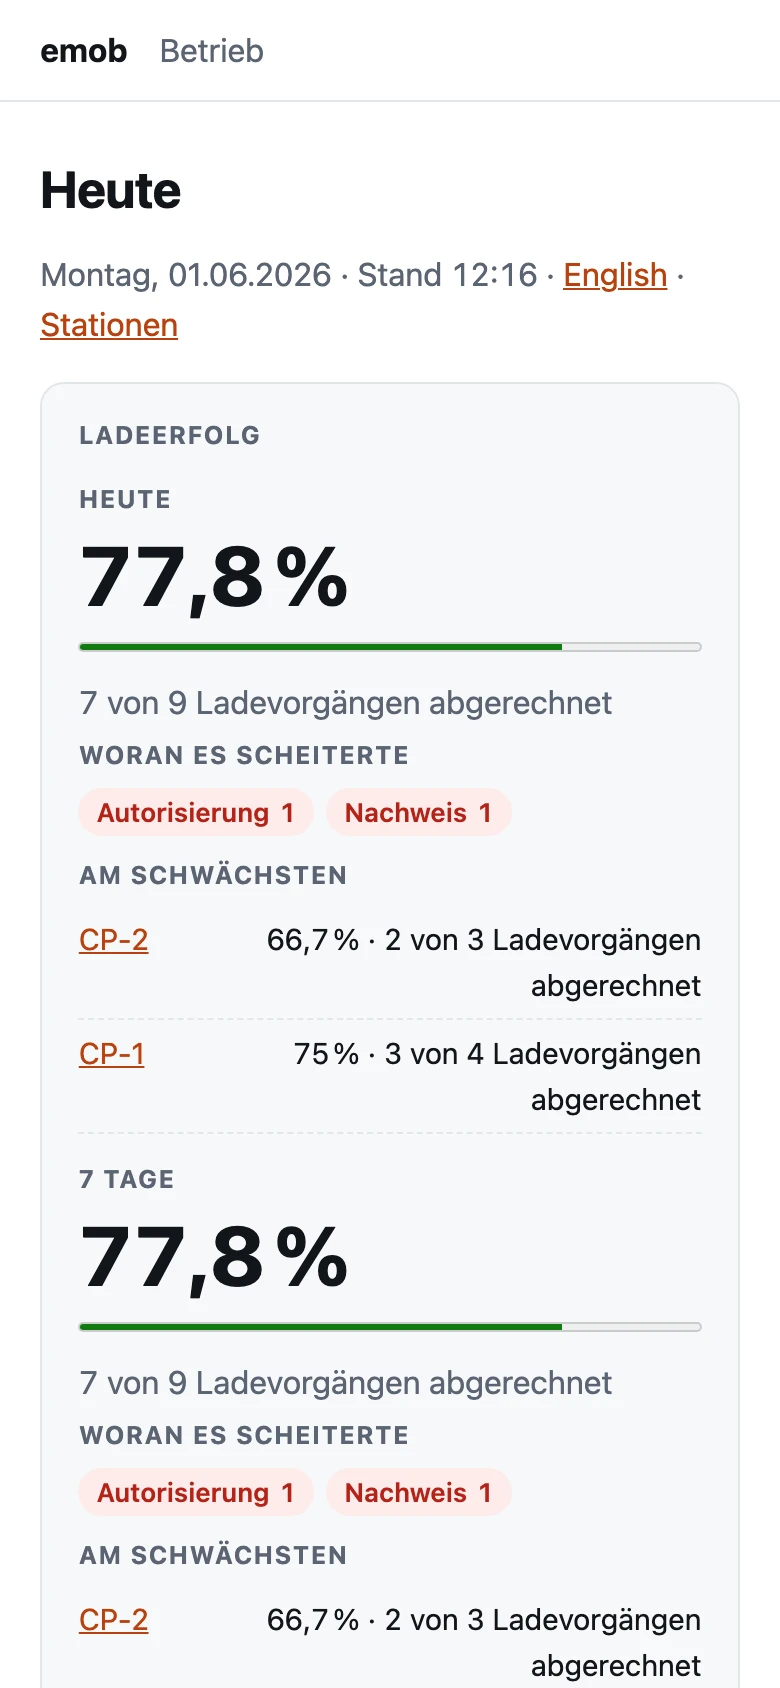 emob Betrieb
Heute
Montag, 01.06.2026 · Stand 12:16 · English ·
Stationen
LADEERFOLG
HEUTE
77,8 %
7 von 9 Ladevorgängen abgerechnet
WORAN ES SCHEITERTE
Autorisierung 1 Nachweis 1
AM SCHWÄCHSTEN
CP-2 66,7 % · 2 von 3 Ladevorgängen
abgerechnet
CP-1 75 % · 3 von 4 Ladevorgängen
abgerechnet
7 TAGE
77,8 %
7 von 9 Ladevorgängen abgerechnet
WORAN ES SCHEITERTE
Autorisierung 1 Nachweis 1
AM SCHWÄCHSTEN
CP-2 66,7 % · 2 von 3 Ladevorgängen
abgerechnet